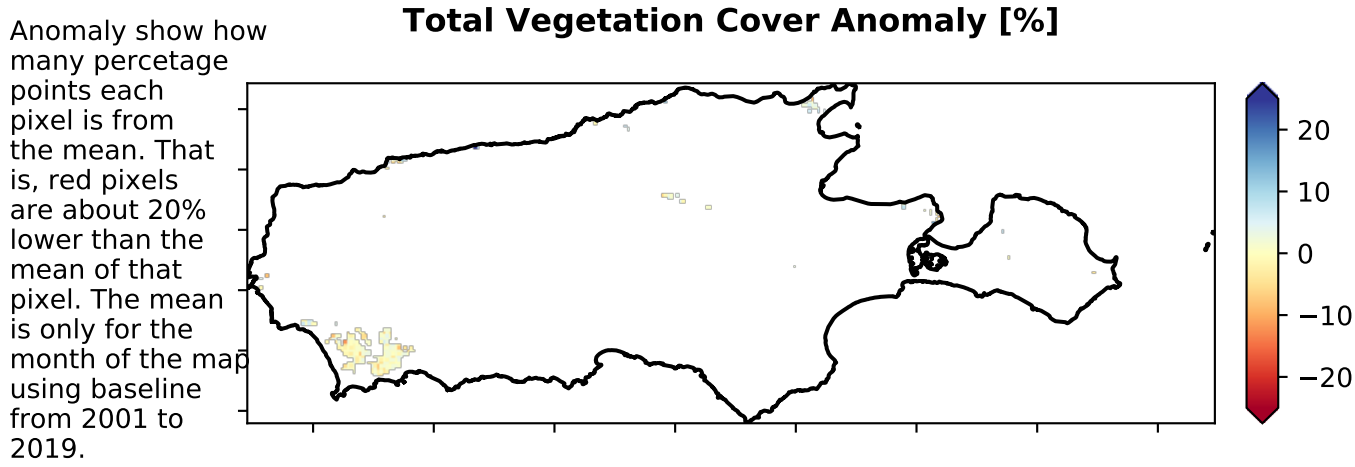 Total Vegetation Cover Anomaly [%]
Anomaly show how
many percetage
points each
pixel is from
the mean. That
is, red pixels
are about 20%
lower than the
mean of that
pixel. The mean
is only for the
month of the map
using baseline
from 2001 to
2019.
20
10
0
−10
−20